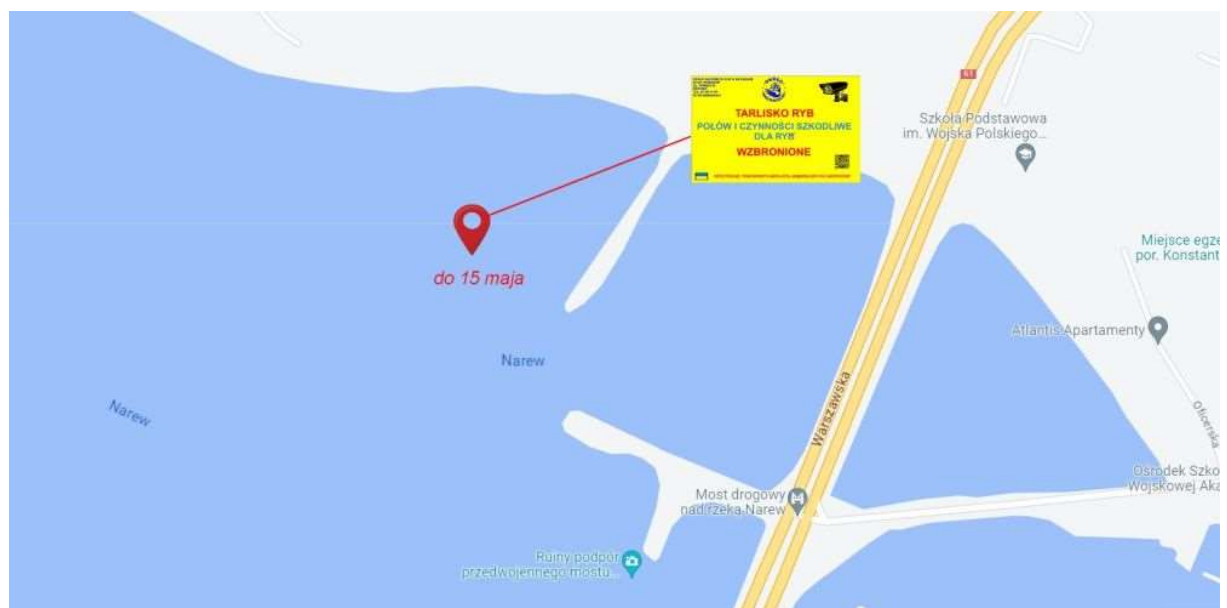 61
TARLISKO RYB
POŁÓW I CZYNNOŚCI SZKODLIWE
DLA RYB
WZBRONIONE
Szkoła Podstawowa
im. Wojska Polskiego...
Miejsce egze
por. Konstant
do 15 maja
Atlantis Apartamenty
Narew
Narew
Warszawska
Oficerska
Ośrodek Szko
Wojskowej Aka
Most drogowy
nad rzeką Narew
Ruiny podpór
przedwojennego mostu...